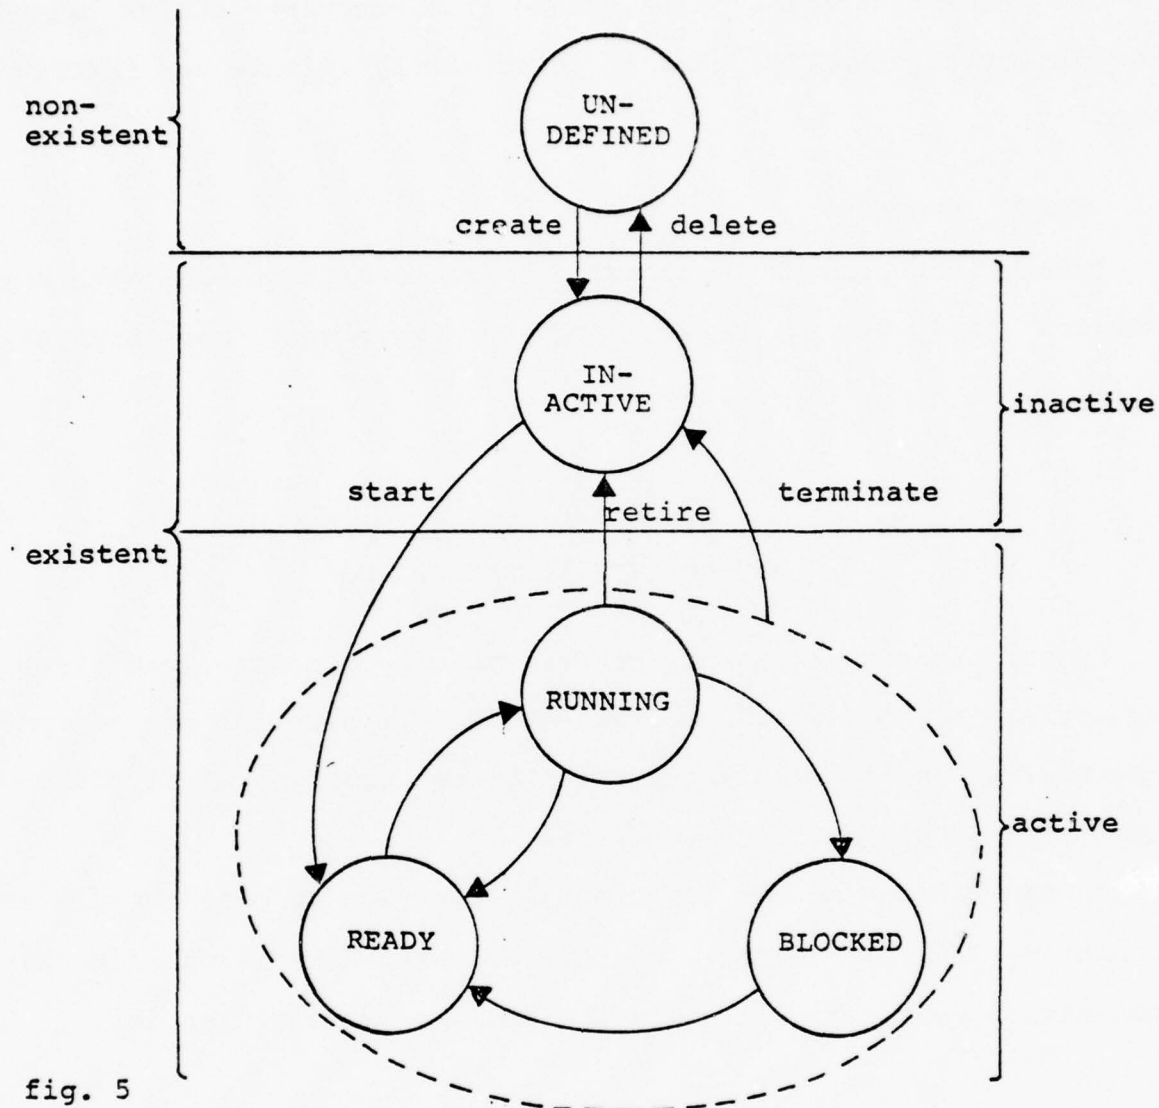 UN-
DEFINED
non-
existent
create
delete
IN-
ACTIVE
inactive
start
terminate
retire
existent
RUNNING
active
READY
BLOCKED
fig. 5